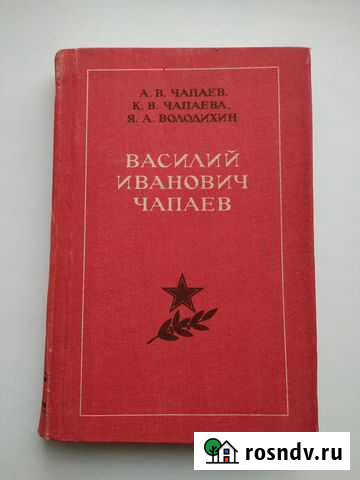 А. В. ЧАПАЕВ,
К. В. ЧАПАЕВА,
Я. А. ВОЛОДИХИН
ВАСИЛИЙ
ИВАНОВИЧ
ЧАПАЕВ
rosndv.ru